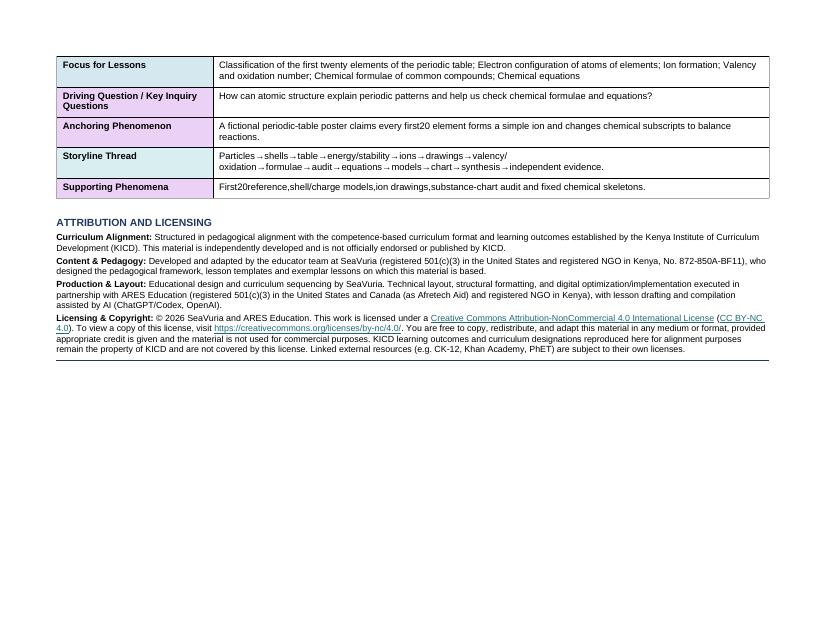 Focus for Lessons
Classification of the first twenty elements of the periodic table; Electron configuration of atoms of elements; Ion formation; Valency
and oxidation number; Chemical formulae of common compounds; Chemical equations
Driving Question / Key Inquiry
Questions
How can atomic structure explain periodic patterns and help us check chemical formulae and equations?
Anchoring Phenomenon
A fictional periodic-table poster claims every first20 element forms a simple ion and changes chemical subscripts to balance
reactions.
Storyline Thread
Particles→shells→table→energy/stability→ions→drawings→valency/
oxidation→formulae→audit→equations→models→chart→synthesis→independent evidence.
Supporting Phenomena
First20reference,shell/charge models,ion drawings,substance-chart audit and fixed chemical skeletons.
ATTRIBUTION AND LICENSING
Curriculum Alignment: Structured in pedagogical alignment with the competence-based curriculum format and learning outcomes established by the Kenya Institute of Curriculum
Development (KICD). This material is independently developed and is not officially endorsed or published by KICD.
Content & Pedagogy: Developed and adapted by the educator team at SeaVuria (registered 501(c)(3) in the United States and registered NGO in Kenya, No. 872-850A-BF11), who
designed the pedagogical framework, lesson templates and exemplar lessons on which this material is based.
Production & Layout: Educational design and curriculum sequencing by SeaVuria. Technical layout, structural formatting, and digital optimization/implementation executed in
partnership with ARES Education (registered 501(c)(3) in the United States and Canada (as Afretech Aid) and registered NGO in Kenya), with lesson drafting and compilation
assisted by AI (ChatGPT/Codex, OpenAI).
Licensing & Copyright: © 2026 SeaVuria and ARES Education. This work is licensed under a Creative Commons Attribution-NonCommercial 4.0 International License (CC BY-NC
4.0). To view a copy of this license, visit https://creativecommons.org/licenses/by-nc/4.0/. You are free to copy, redistribute, and adapt this material in any medium or format, provided
appropriate credit is given and the material is not used for commercial purposes. KICD learning outcomes and curriculum designations reproduced here for alignment purposes
remain the property of KICD and are not covered by this license. Linked external resources (e.g. CK-12, Khan Academy, PhET) are subject to their own licenses.